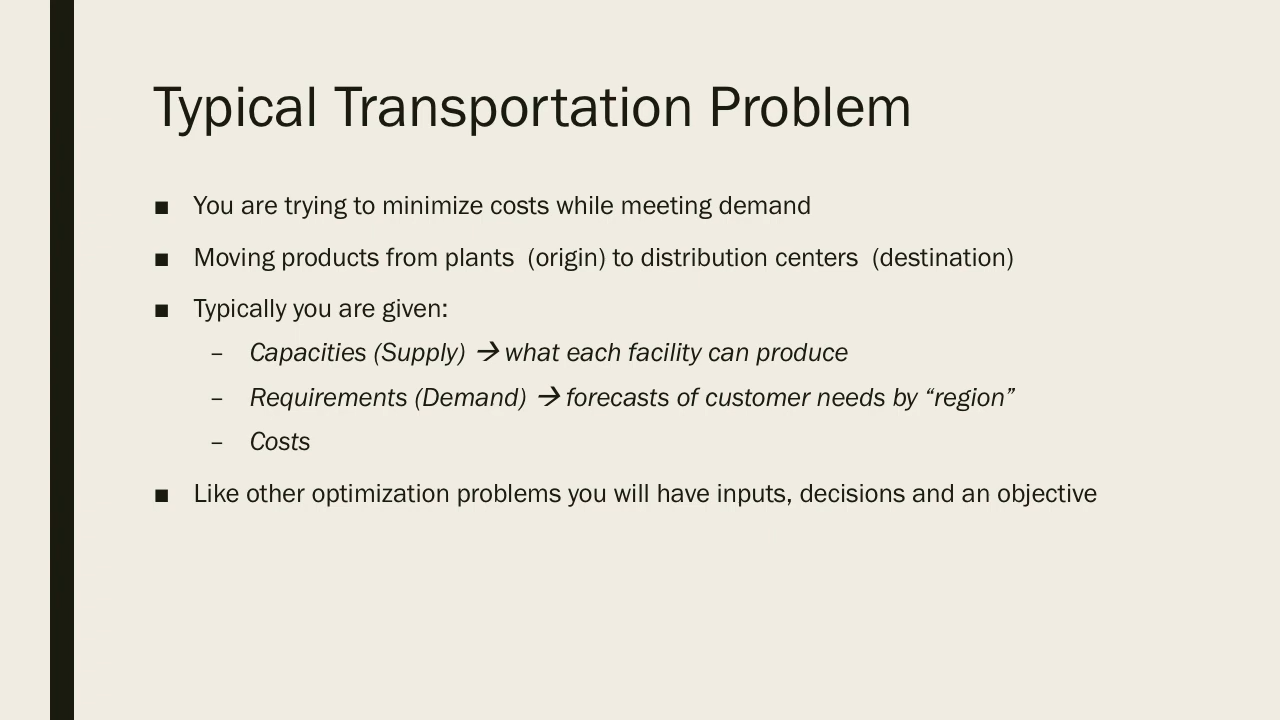 Typical Transportation Problem
■ You are trying to minimize costs while meeting demand
■ Moving products from plants  (origin) to distribution centers  (destination)
■ Typically you are given:
– Capacities (Supply) → what each facility can produce
– Requirements (Demand) → forecasts of customer needs by “region”
– Costs
■ Like other optimization problems you will have inputs, decisions and an objective